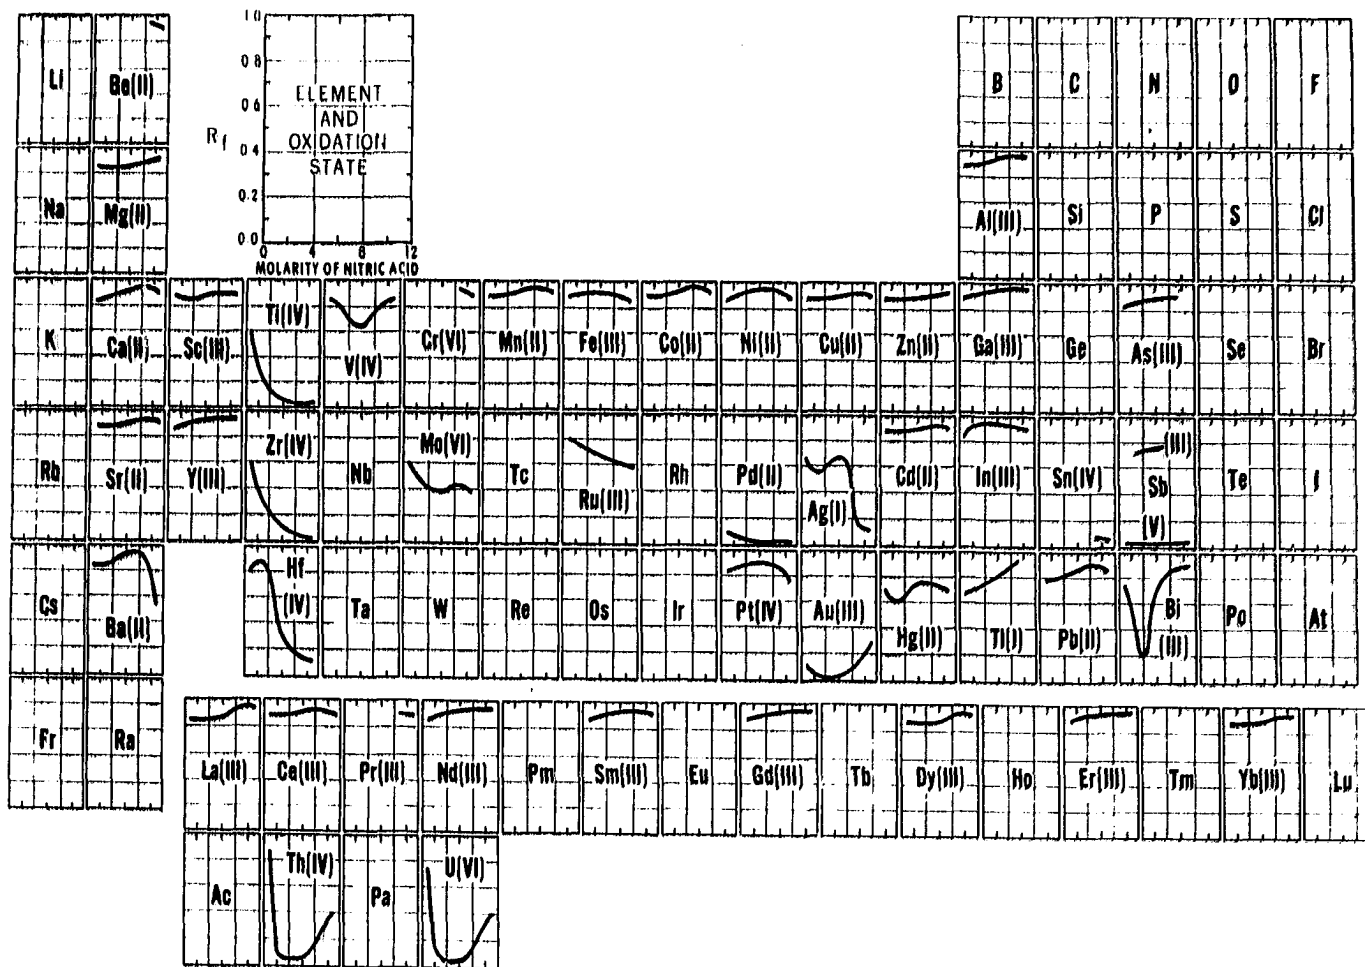 1.0
0.8
0.6
0.4
0.2
0.0
R f
ELEMENT
AND
OXIDATION
STATE
0 4 8 12
MOLARITY OF NITRIC ACID
Li Be(II) B C N O F
Na Mg(II) Al(III) Si P S Cl
K Ca(II) Sc(III) Ti(IV) V(IV) Cr(VI) Mn(II) Fe(III) Co(II) Ni(II) Cu(II) Zn(II) Ga(III) Ge As(III) Se Br
Rb Sr(II) Y(III) Zr(IV) Nb Mo(VI) Tc Ru(III) Rh Pd(II) Ag(I) Cd(II) In(III) Sn(IV) (III) Sb (V) Te I
Cs Ba(II) Hf (IV) Ta W Re Os Ir Pt(IV) Au(III) Hg(II) Tl(I) Pb(II) Bi (III) Po At
Fr Ra La(III) Ce(III) Pr(III) Nd(III) Pm Sm(III) Eu Gd(III) Tb Dy(III) Ho Er(III) Tm Yb(III) Lu
Ac Th(IV) Pa U(VI)